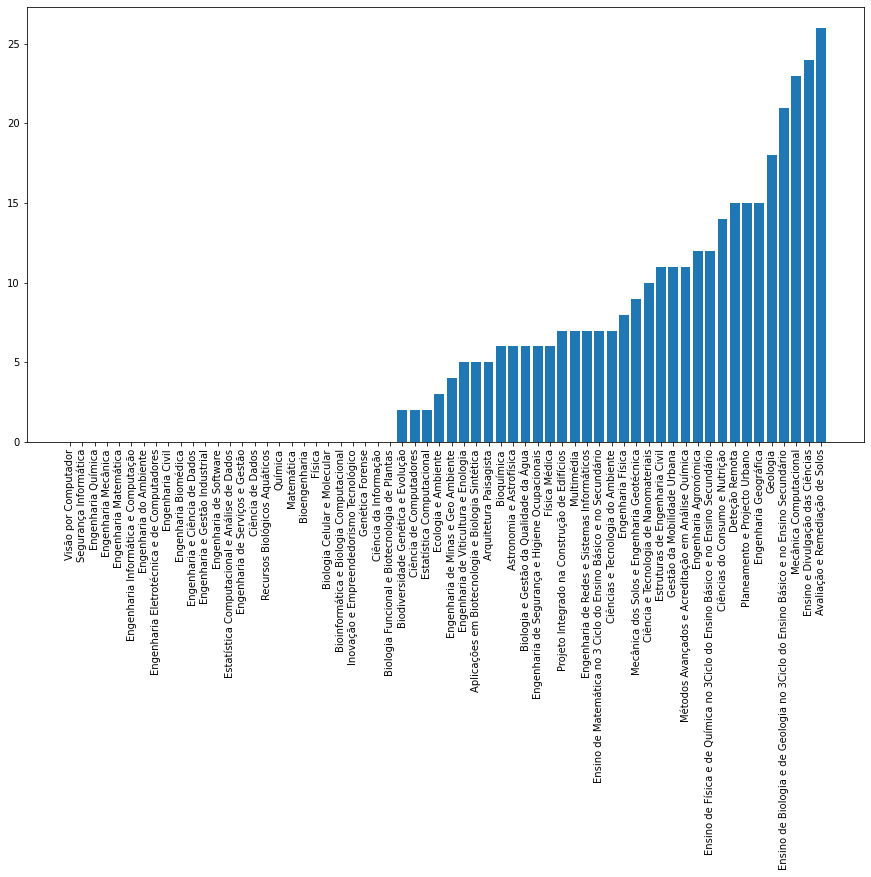 25
20
15
10
5
0
Visão por Computador
Segurança Informática
Engenharia Química
Engenharia Mecânica
Engenharia Matemática
Engenharia Informática e Computação
Engenharia do Ambiente
Engenharia Eletrotécnica e de Computadores
Engenharia Civil
Engenharia Biomédica
Engenharia e Ciência de Dados
Engenharia e Gestão Industrial
Engenharia de Software
Estatística Computacional e Análise de Dados
Engenharia de Serviços e Gestão
Ciência de Dados
Recursos Biológicos Aquáticos
Química
Matemática
Bioengenharia
Física
Biologia Celular e Molecular
Bioinformática e Biologia Computacional
Inovação e Empreendedorismo Tecnológico
Genética Forense
Ciência da Informação
Biologia Funcional e Biotecnologia de Plantas
Biodiversidade Genética e Evolução
Ciência de Computadores
Estatística Computacional
Ecologia e Ambiente
Engenharia de Minas e Geo Ambiente
Engenharia de Viticultura e Enologia
Aplicações em Biotecnologia e Biologia Sintética
Arquitetura Paisagista
Bioquímica
Astronomia e Astrofísica
Biologia e Gestão da Qualidade da Água
Engenharia de Segurança e Higiene Ocupacionais
Física Médica
Projeto Integrado na Construção de Edifícios
Multimédia
Engenharia de Redes e Sistemas Informáticos
Ensino de Matemática no 3 Ciclo do Ensino Básico e no Secundário
Ciências e Tecnologia do Ambiente
Engenharia Física
Mecânica dos Solos e Engenharia Geotécnica
Ciência e Tecnologia de Nanomateriais
Estruturas de Engenharia Civil
Gestão da Mobilidade Urbana
Métodos Avançados e Acreditação em Análise Química
Engenharia Agronómica
Ensino de Física e de Química no 3Ciclo do Ensino Básico e no Ensino Secundário
Ciências do Consumo e Nutrição
Deteção Remota
Planeamento e Projecto Urbano
Engenharia Geográfica
Geologia
Ensino de Biologia e de Geologia no 3Ciclo do Ensino Básico e no Ensino Secundário
Mecânica Computacional
Ensino e Divulgação das Ciências
Avaliação e Remediação de Solos